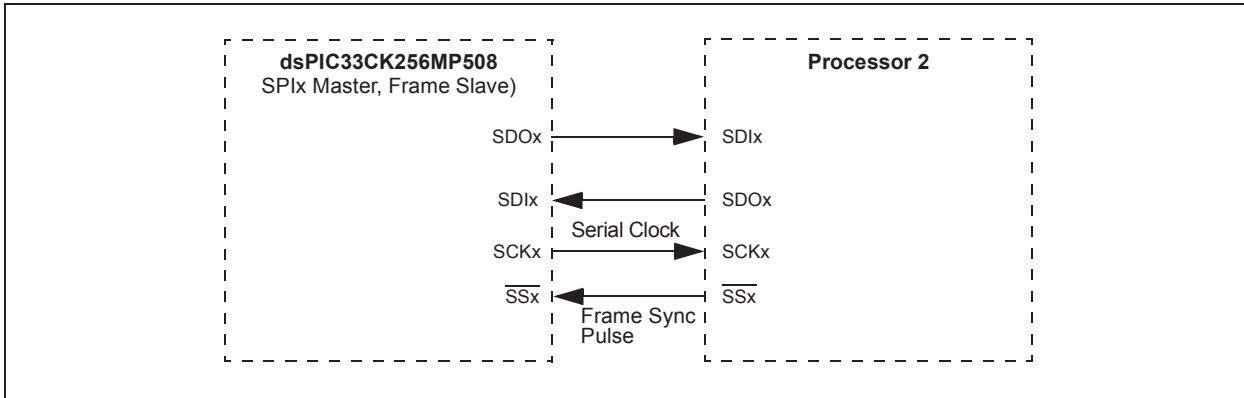 dsPIC33CK256MP508
SPIx Master, Frame Slave)
Processor 2
SDOx
SDIx
SDIx
SDOx
Serial Clock
SCKx
SCKx
SSx
SSx
Frame Sync
Pulse